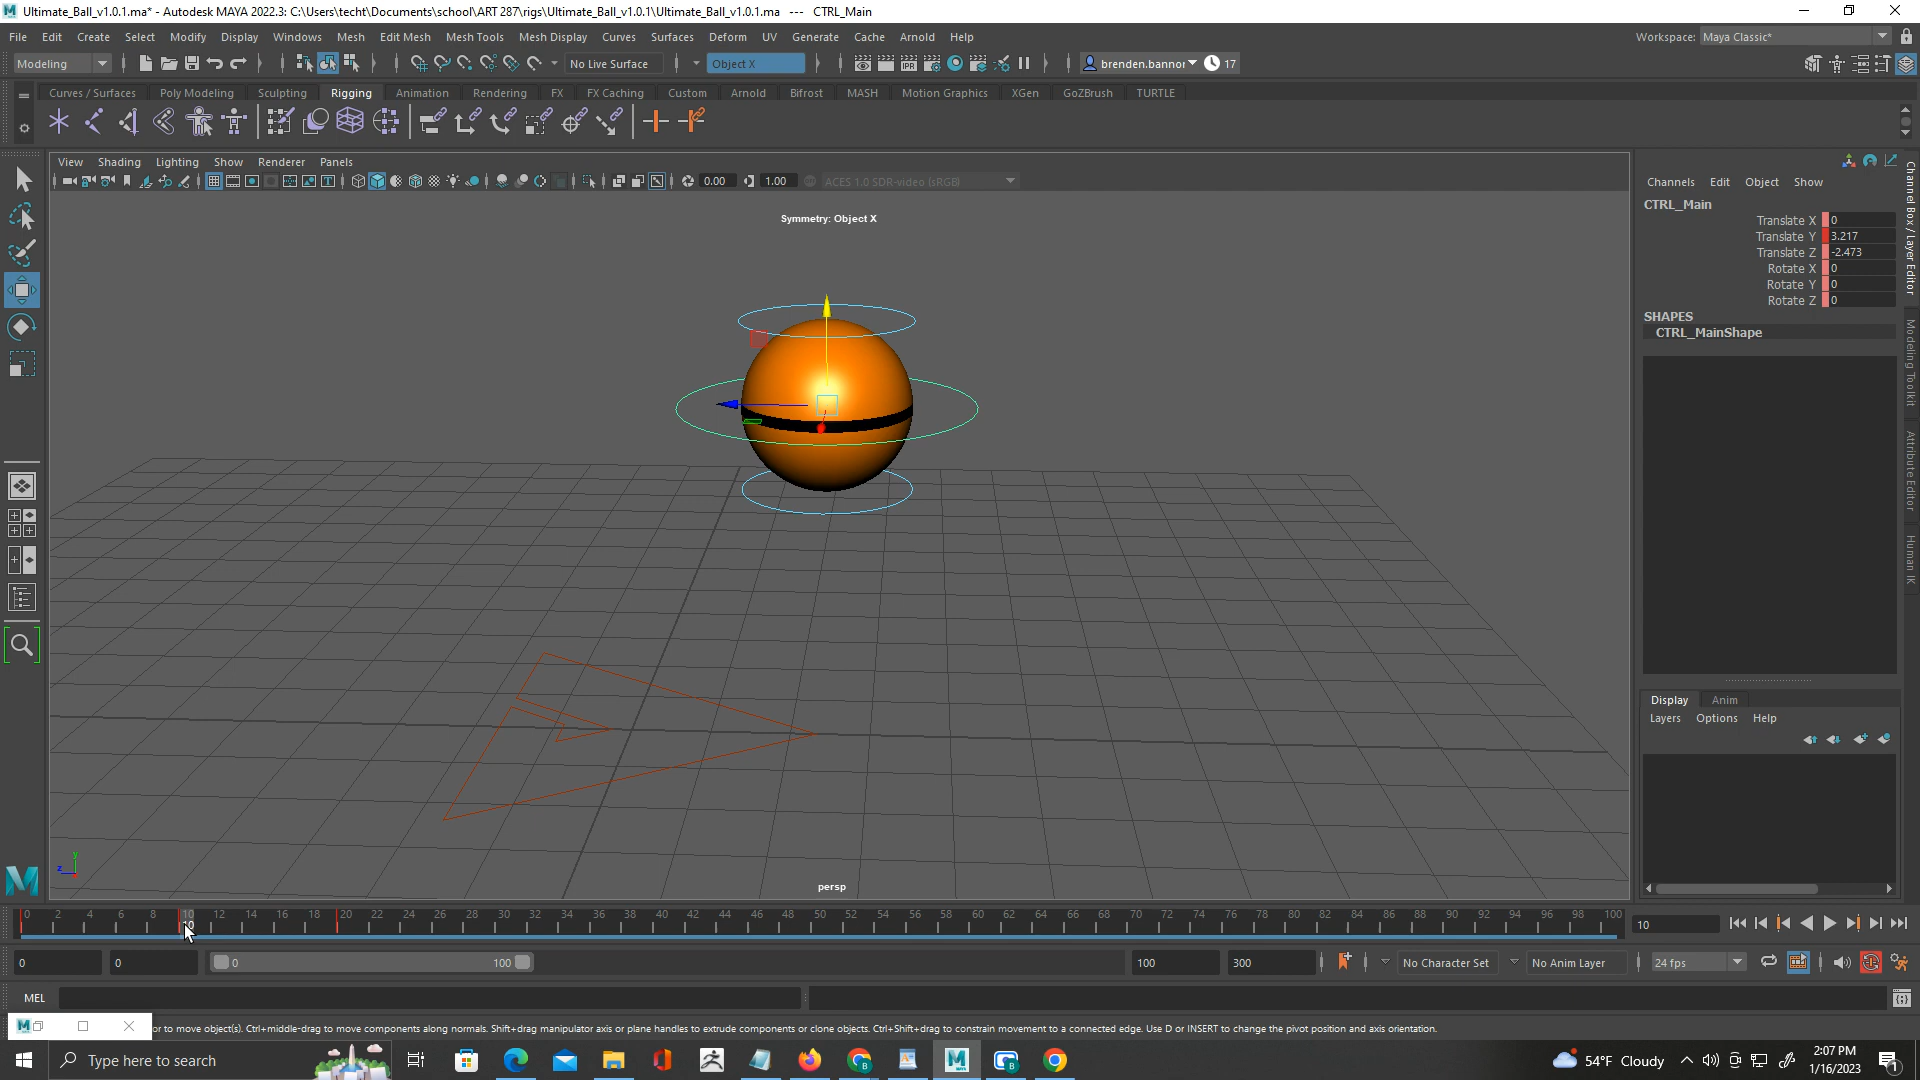 Ultimate_Ball_v1.0.1.ma* - Autodesk MAYA 2022.3: C:\Users\techt\Documents\school\ART 287\rigs\Ultimate_Ball_v1.0.1\Ultimate_Ball_v1.0.1.ma --- CTRL_Main
File Edit Create Select Modify Display Windows Mesh Edit Mesh Mesh Tools Mesh Display Curves Surfaces Deform UV Generate Cache Arnold Help
Workspace: Maya Classic*
Modeling
No Live Surface
Object X
brenden.bannor
17
Curves / Surfaces Poly Modeling Sculpting Rigging Animation Rendering FX FX Caching Custom Arnold Bifrost MASH Motion Graphics XGen GoZBrush TURTLE
View Shading Lighting Show Renderer Panels
0.00
1.00
ACES 1.0 SDR-video (sRGB)
Symmetry: Object X
persp
Channels Edit Object Show
CTRL_Main
Translate X 0
Translate Y 3.217
Translate Z -2.473
Rotate X 0
Rotate Y 0
Rotate Z 0
SHAPES
CTRL_MainShape
Channel Box / Layer Editor
Modeling Toolkit
Attribute Editor
Human IK
Display Anim
Layers Options Help
y
z
0 2 4 6 8 10 12 14 16 18 20 22 24 26 28 30 32 34 36 38 40 42 44 46 48 50 52 54 56 58 60 62 64 66 68 70 72 74 76 78 80 82 84 86 88 90 92 94 96 98 100
10
10
0
0
0
100
100
300
No Character Set
No Anim Layer
24 fps
MEL
or to move object(s). Ctrl+middle-drag to move components along normals. Shift+drag manipulator axis or plane handles to extrude components or clone objects. Ctrl+Shift+drag to constrain movement to a connected edge. Use D or INSERT to change the pivot position and axis orientation.
Type here to search
54°F Cloudy
2:07 PM
1/16/2023
1